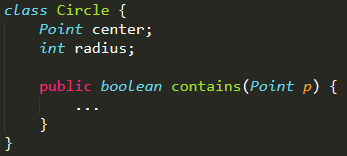 class Circle {
    Point center;
    int radius;

    public boolean contains(Point p) {
        ...
    }
}